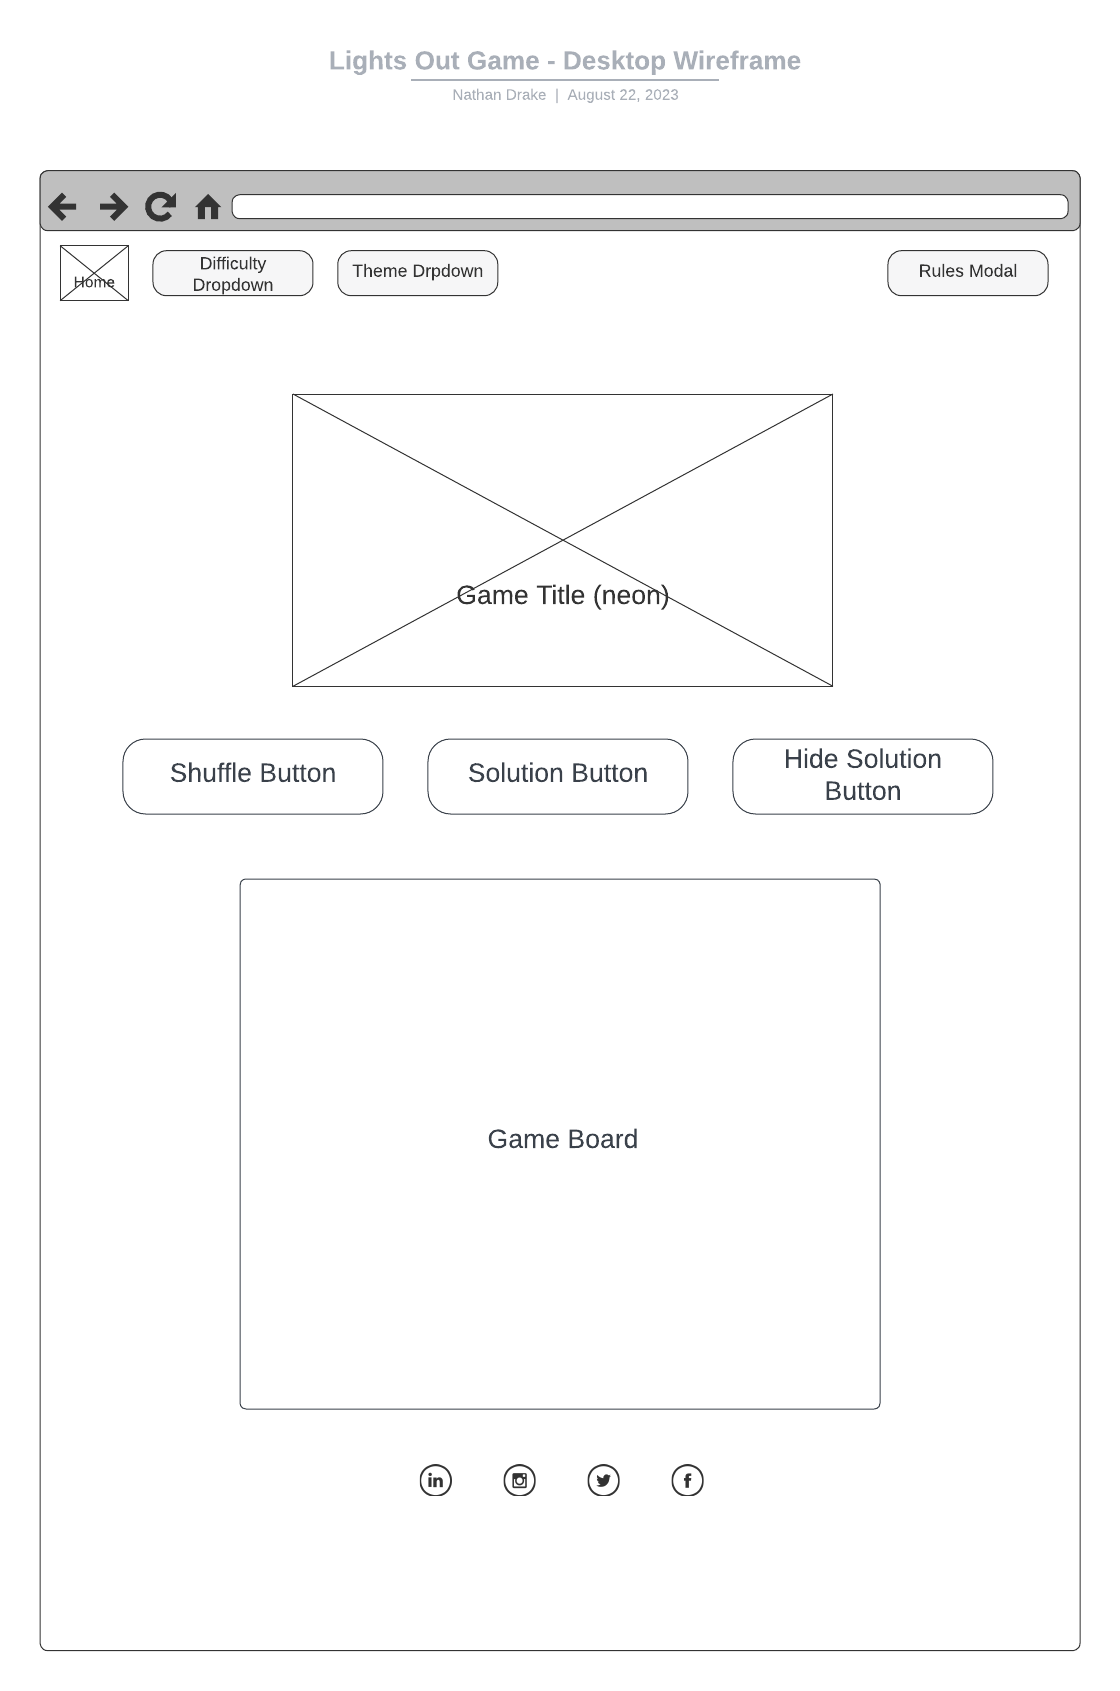 Lights Out Game - Desktop Wireframe
Nathan Drake | August 22, 2023
Home
Difficulty
Dropdown
Theme Drpdown
Rules Modal
Game Title (neon)
Shuffle Button
Solution Button
Hide Solution
Button
Game Board